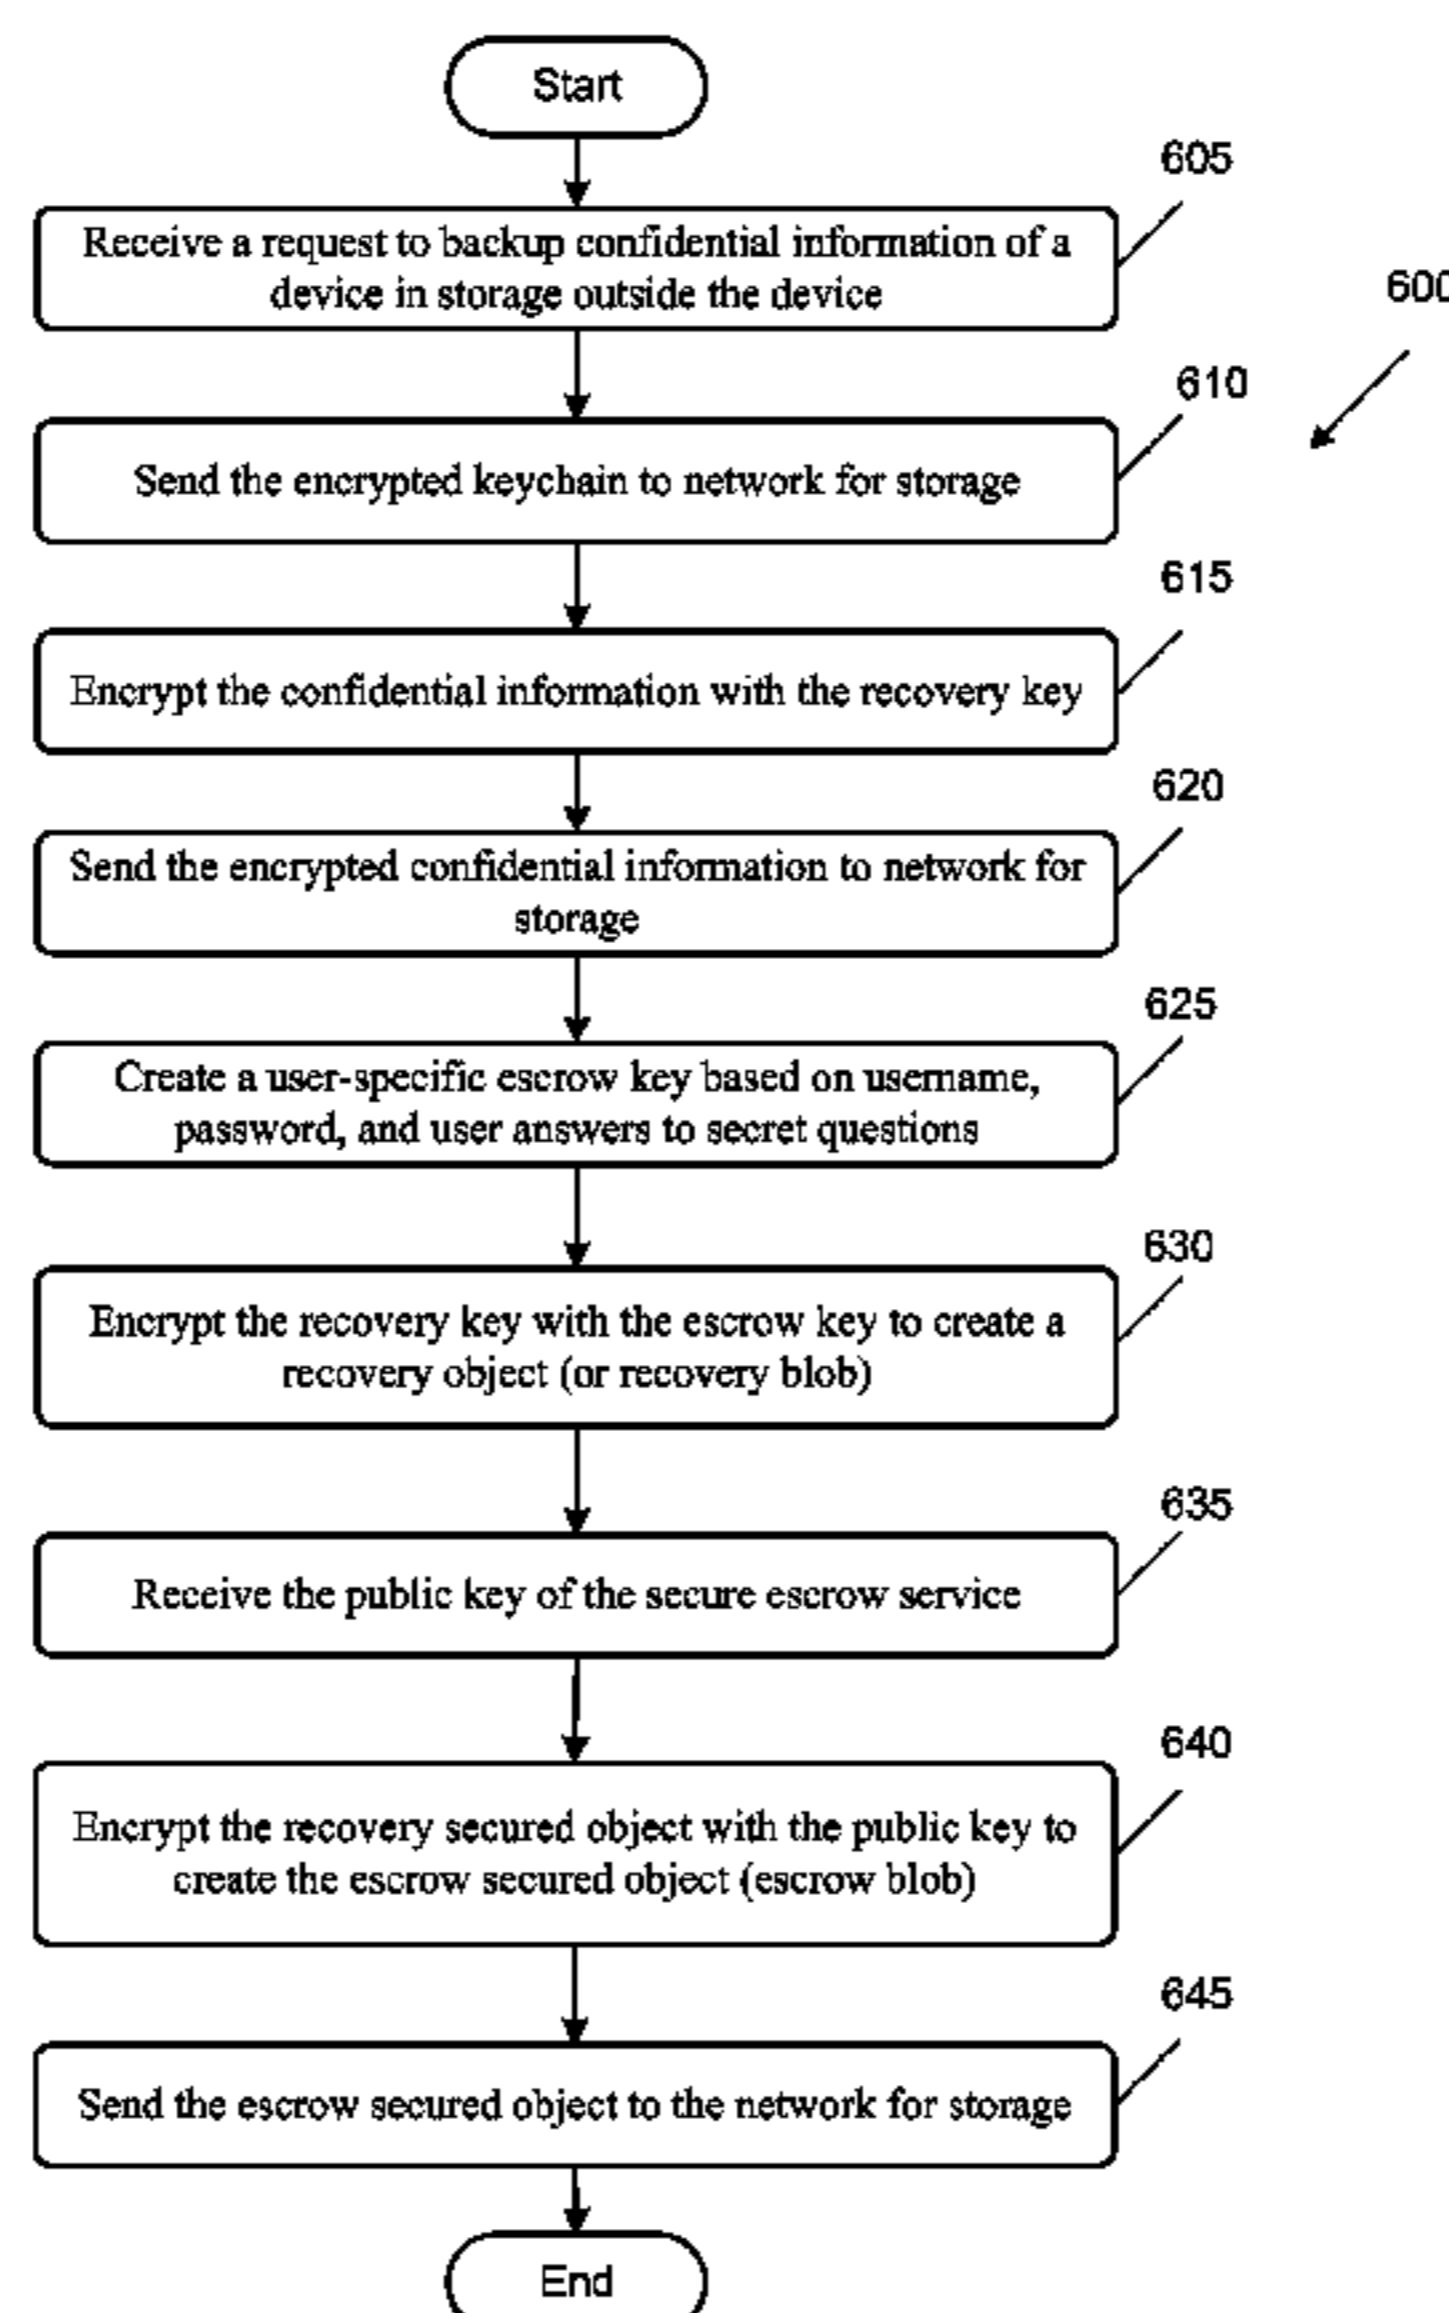 Start
605
Receive a request to backup confidential information of a
device in storage outside the device
600
610
Send the encrypted keychain to network for storage
615
Encrypt the confidential information with the recovery key
620
Send the encrypted confidential information to network for
storage
625
Create a user-specific escrow key based on username,
password, and user answers to secret questions
630
Encrypt the recovery key with the escrow key to create a
recovery object (or recovery blob)
635
Receive the public key of the secure escrow service
640
Encrypt the recovery secured object with the public key to
create the escrow secured object (escrow blob)
645
Send the escrow secured object to the network for storage
End